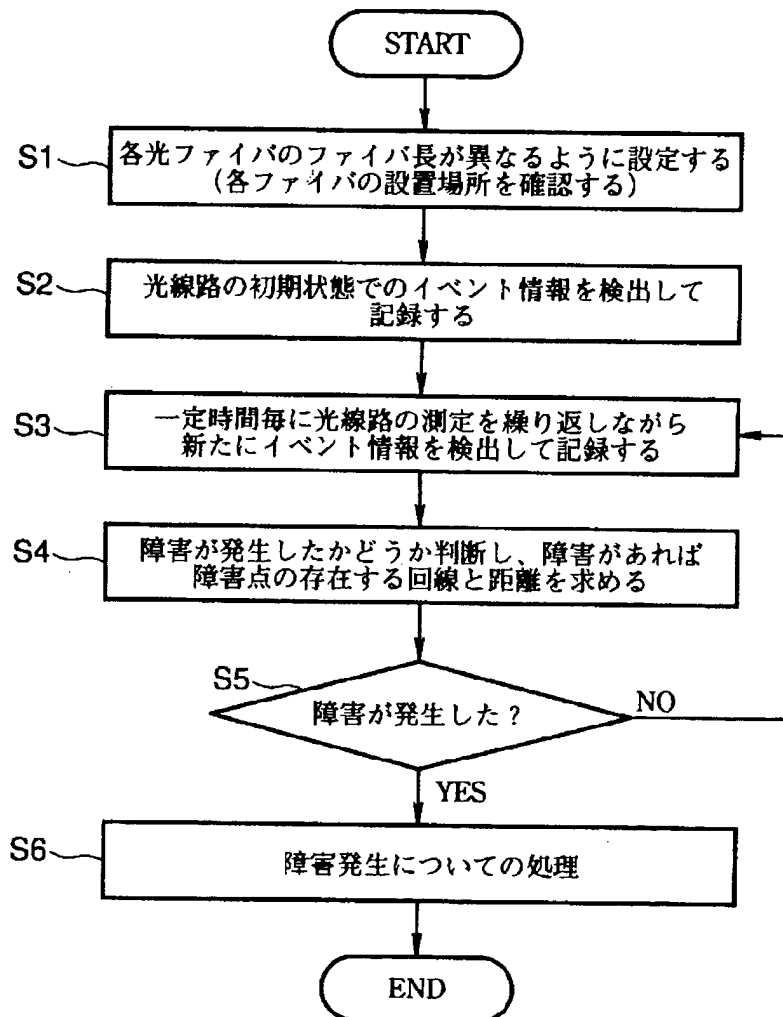 START
S1
各光ファイバのファイバ長が異なるように設定する
（各ファイバの設置場所を確認する）
S2
光線路の初期状態でのイベント情報を検出して
記録する
S3
一定時間毎に光線路の測定を繰り返しながら
新たにイベント情報を検出して記録する
S4
障害が発生したかどうか判断し、障害があれば
障害点の存在する回線と距離を求める
S5
障害が発生した？
NO
YES
S6
障害発生についての処理
END